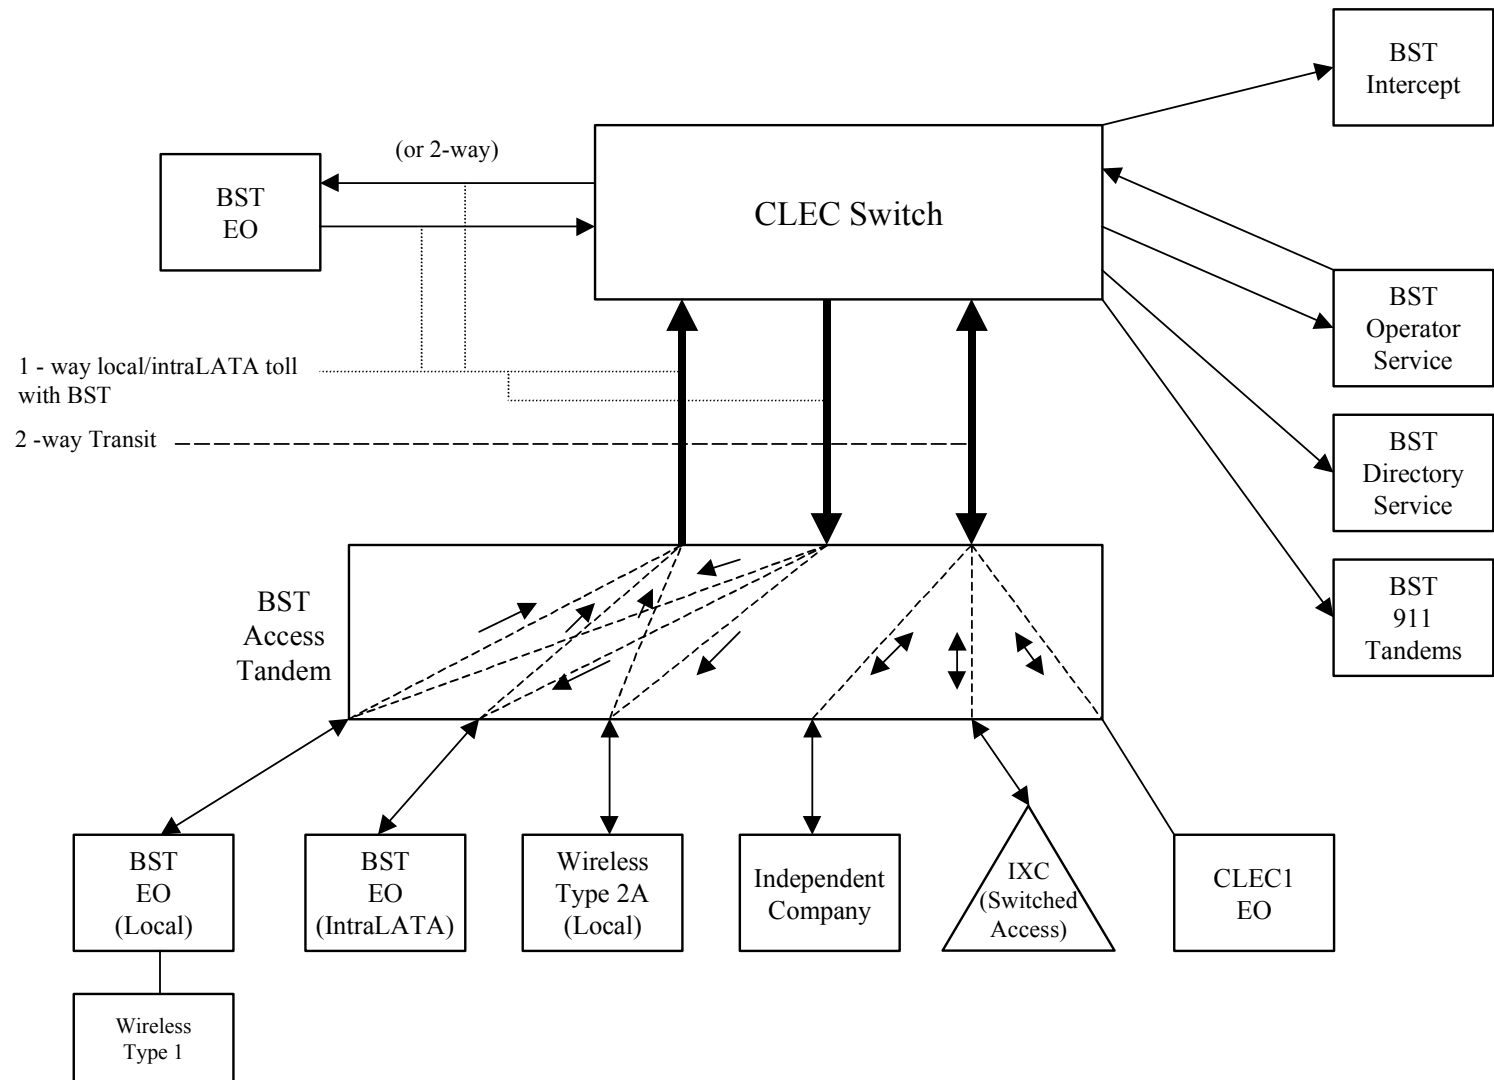 BST
Intercept
(or 2-way)
BST
EO
CLEC Switch
BST
Operator
Service
1 - way local/intraLATA toll
with BST
2 -way Transit
BST
Directory
Service
BST
Access
Tandem
BST
911
Tandems
BST
EO
(Local)
BST
EO
(IntraLATA)
Wireless
Type 2A
(Local)
Independent
Company
IXC
(Switched
Access)
CLEC1
EO
Wireless
Type 1